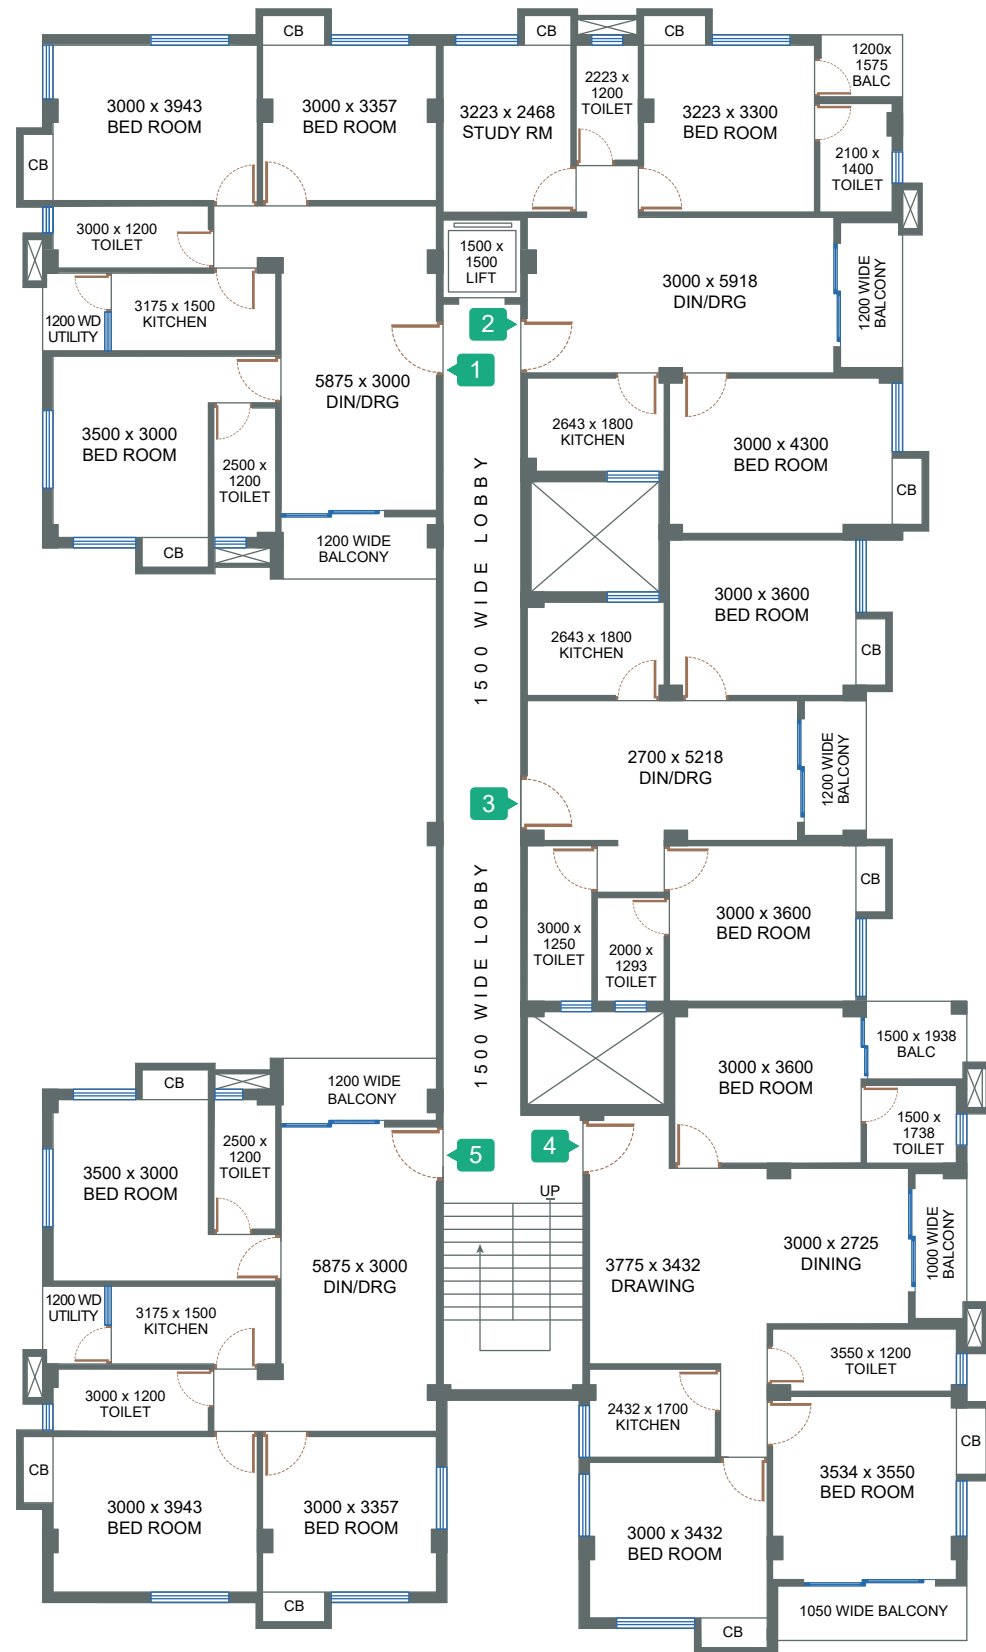 CB
CB
CB
3000 x 3943
BED ROOM
3000 x 3357
BED ROOM
3223 x 2468
STUDY RM
2223 x
1200
TOILET
3223 x 3300
BED ROOM
1200x
1575
BALC
CB
2100 x
1400
TOILET
3000 x 1200
TOILET
1500 x
1500
LIFT
3000 x 5918
DIN/DRG
1200 WIDE
BALCONY
1200 WD
UTILITY
3175 x 1500
KITCHEN
2
1
5875 x 3000
DIN/DRG
3500 x 3000
BED ROOM
2500 x
1200
TOILET
2643 x 1800
KITCHEN
3000 x 4300
BED ROOM
CB
CB
1200 WIDE
BALCONY
1500 WIDE LOBBY
3000 x 3600
BED ROOM
2643 x 1800
KITCHEN
CB
2700 x 5218
DIN/DRG
1200 WIDE
BALCONY
3
1500 WIDE LOBBY
3000 x 3600
BED ROOM
CB
3000 x
1250
TOILET
2000 x
1293
TOILET
1500 x 1938
BALC
3000 x 3600
BED ROOM
CB
1200 WIDE
BALCONY
1500 x
1738
TOILET
2500 x
1200
TOILET
3500 x 3000
BED ROOM
5
4
UP
5875 x 3000
DIN/DRG
3775 x 3432
DRAWING
3000 x 2725
DINING
1000 WIDE
BALCONY
1200 WD
UTILITY
3175 x 1500
KITCHEN
3550 x 1200
TOILET
3000 x 1200
TOILET
2432 x 1700
KITCHEN
CB
CB
3000 x 3943
BED ROOM
3000 x 3357
BED ROOM
3000 x 3432
BED ROOM
3534 x 3550
BED ROOM
CB
CB
1050 WIDE BALCONY